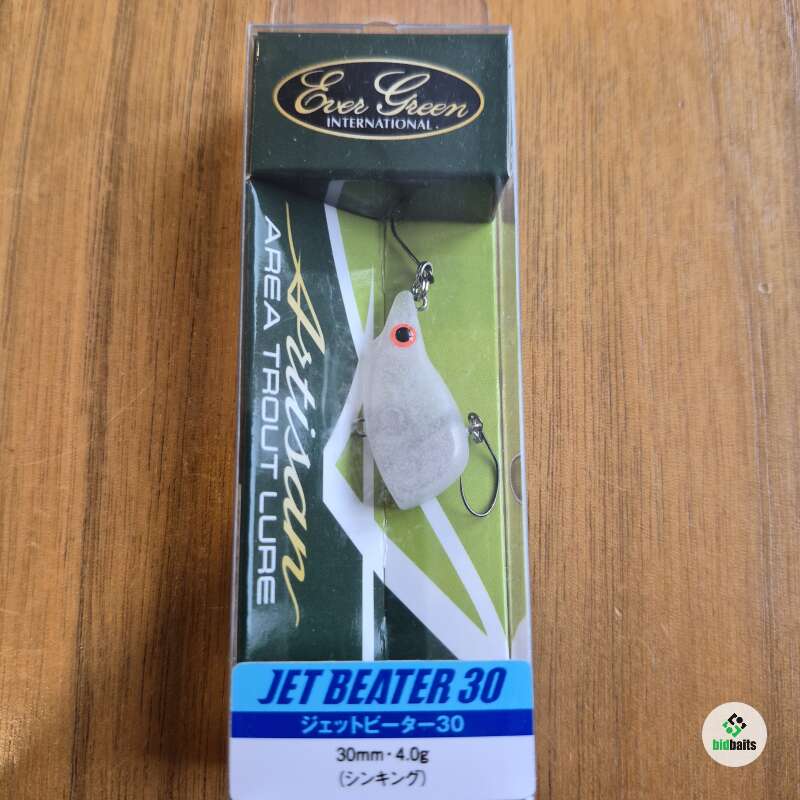 Ever Green
INTERNATIONAL
Artisan
AREA TROUT LURE
JET BEATER 30
ジェットビーター30
30mm・4.0g
(シンキング)
bidbaits